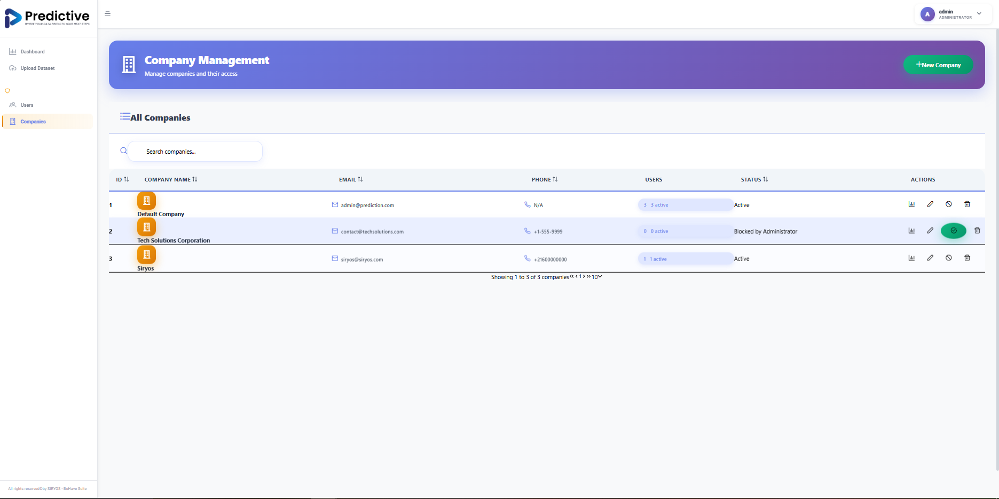 Predictive
WHERE YOUR DATA PREDICTS YOUR NEXT STEPS
A
admin
ADMINISTRATOR
Dashboard
Upload Dataset
Users
Companies
Company Management
Manage companies and their access
New Company
All Companies
Search companies...
ID COMPANY NAME EMAIL PHONE USERS STATUS ACTIONS
1 Default Company admin@prediction.com N/A 3 3 active Active
2 Tech Solutions Corporation contact@techsolutions.com +1-555-9999 0 0 active Blocked by Administrator
3 Siryos siryos@siryos.com +21600000000 1 1 active Active
Showing 1 to 3 of 3 companies « ‹ 1 › » 10
All rights reserved©by SIRYOS - BeHave Suite